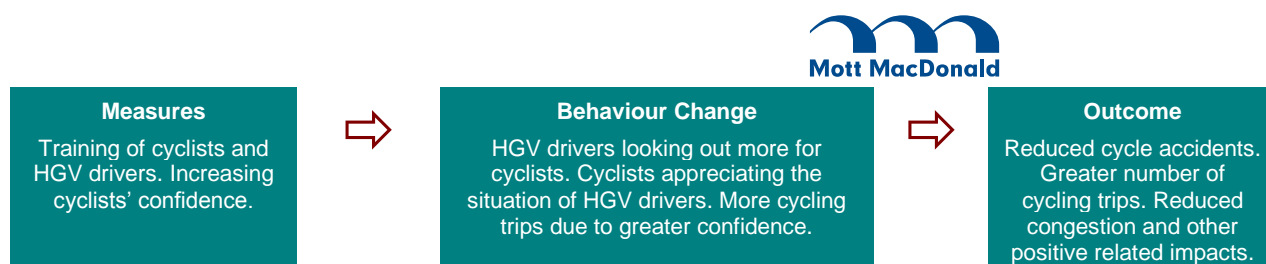 Mott MacDonald
Measures
Training of cyclists and
HGV drivers. Increasing
cyclists’ confidence.
Behaviour Change
HGV drivers looking out more for
cyclists. Cyclists appreciating the
situation of HGV drivers. More cycling
trips due to greater confidence.
Outcome
Reduced cycle accidents.
Greater number of
cycling trips. Reduced
congestion and other
positive related impacts.